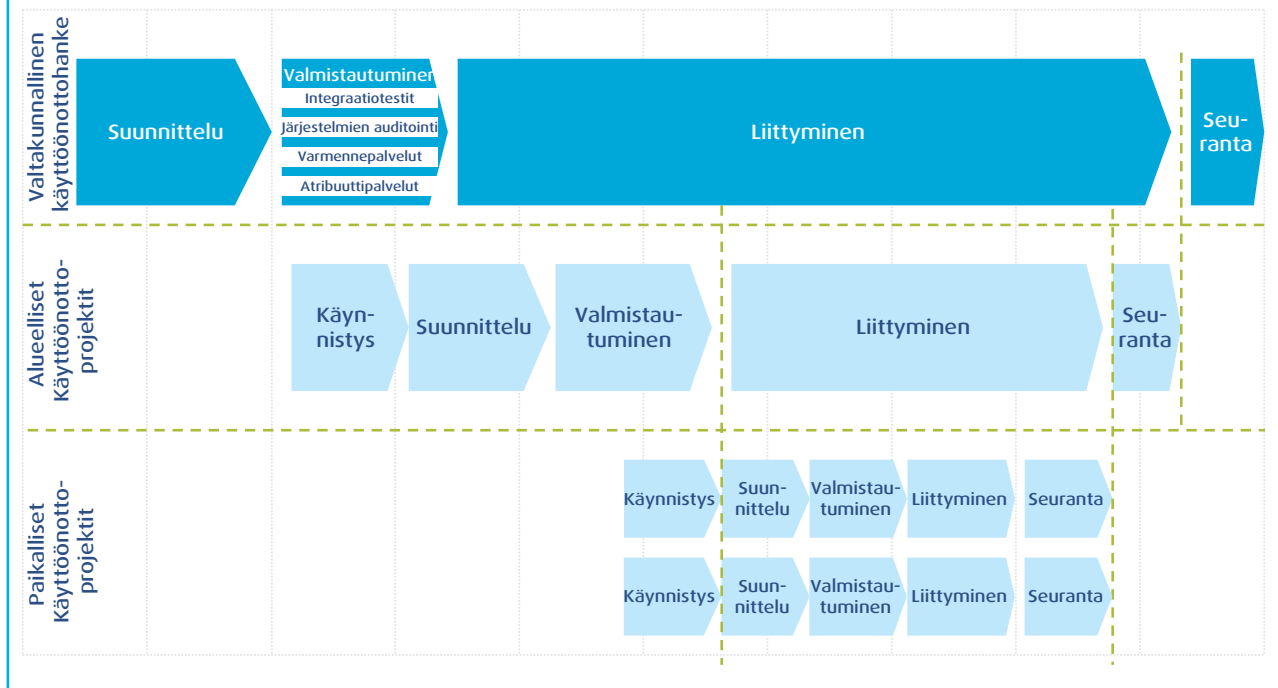 Valtakunnallinen
käyttöönottohanke
Suunnittelu
Valmistautuminen
Integraatiotestit
Järjestelmien auditointi
Varmennepalvelut
Atribuuttipalvelut
Liittyminen
Seu-
ranta
Alueelliset
Käyttöönotto-
projektit
Käyn-
nistys
Suunnittelu
Valmistau-
tuminen
Liittyminen
Seu-
ranta
Paikalliset
Käyttöönotto-
projektit
Käynnistys
Suun-
nittelu
Valmistau-
tuminen
Liittyminen
Seuranta
Käynnistys
Suun-
nittelu
Valmistau-
tuminen
Liittyminen
Seuranta